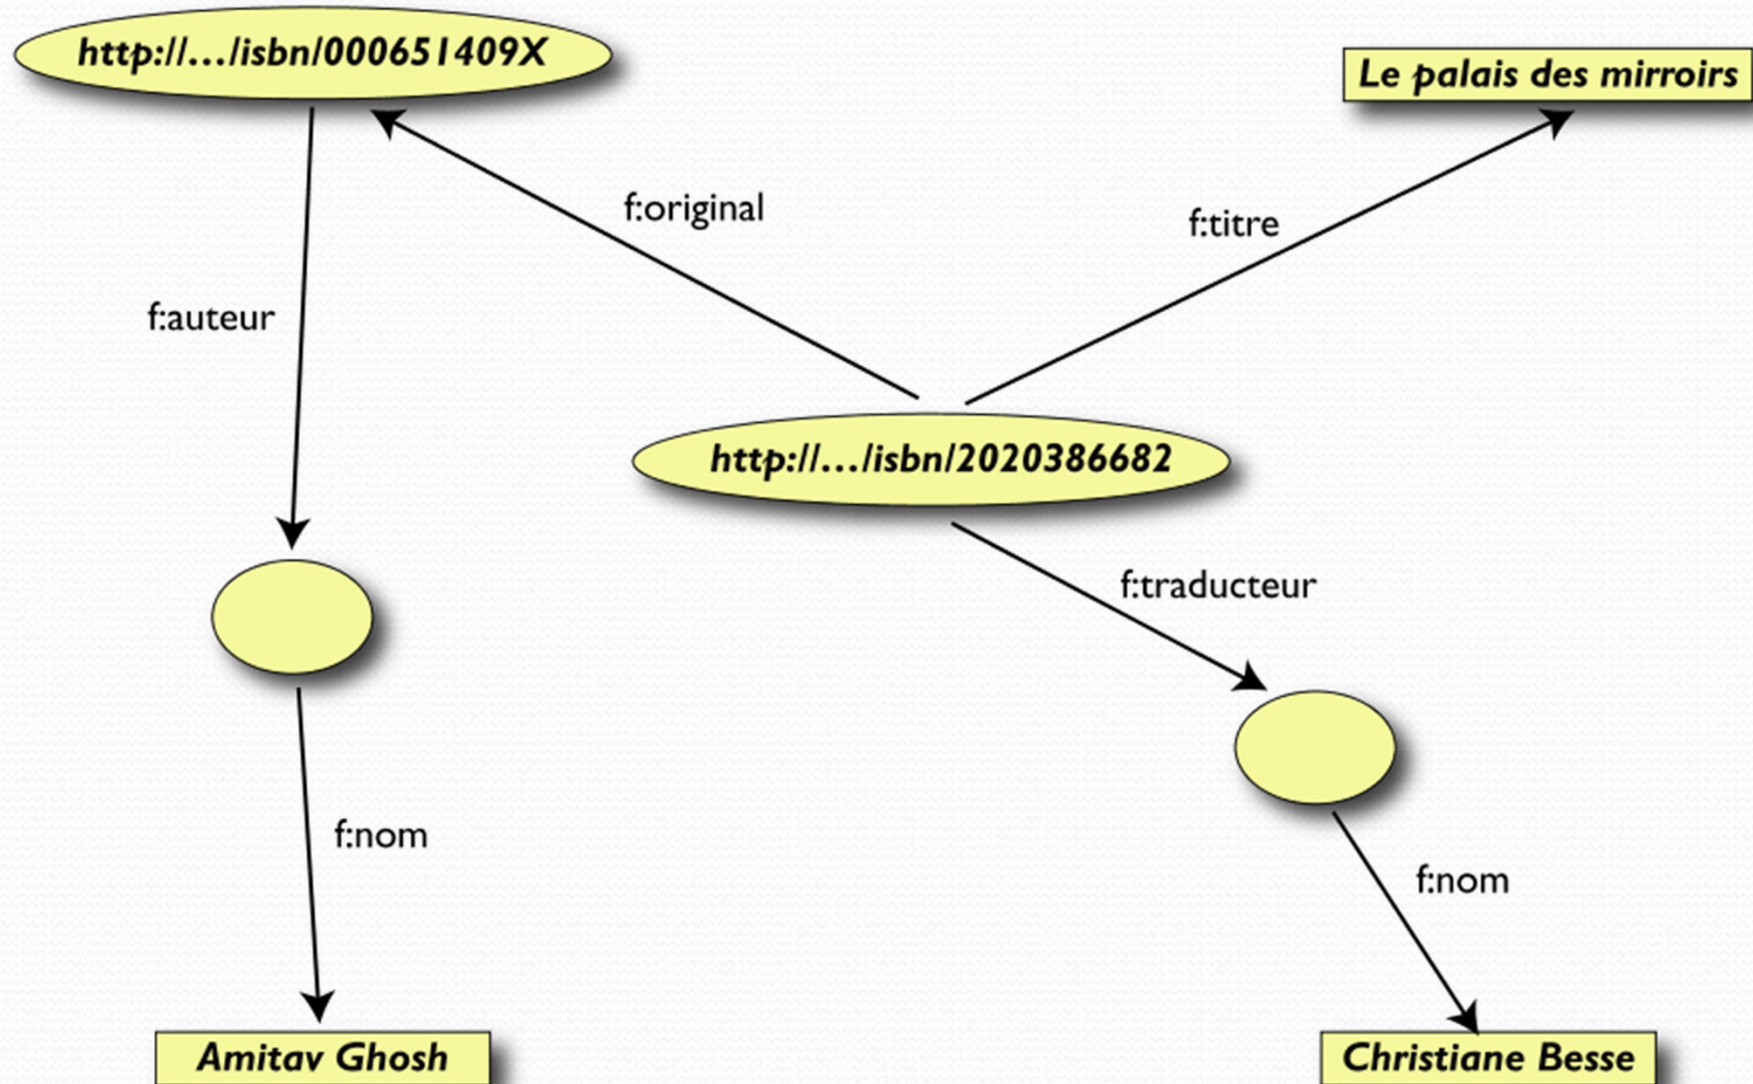 http://…/isbn/000651409X
Le palais des mirroirs
f:original
f:titre
f:auteur
http://…/isbn/2020386682
f:traducteur
f:nom
f:nom
Amitav Ghosh
Christiane Besse